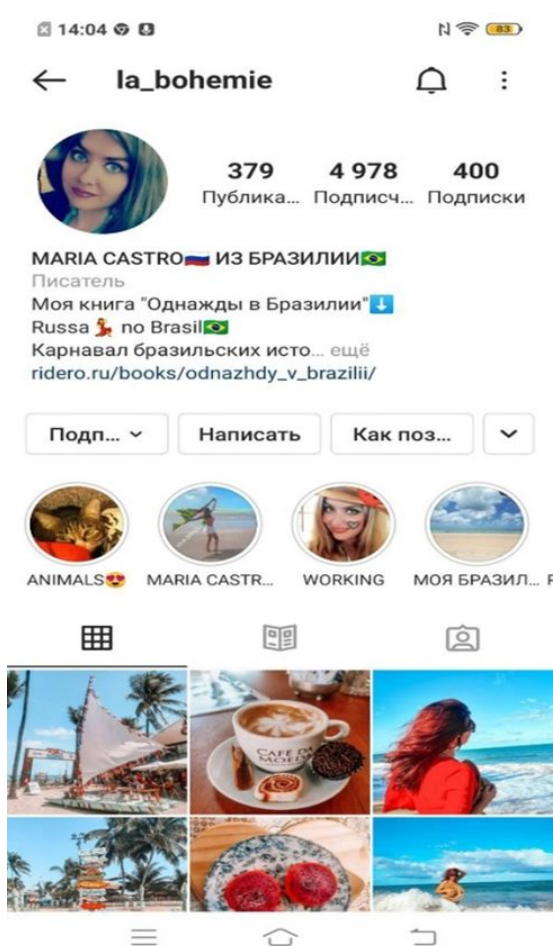 14:04 83
la_bohemie
379 4 978 400
Публика... Подписч... Подписки
MARIA CASTRO🇷🇺 ИЗ БРАЗИЛИИ🇧🇷
Писатель
Моя книга "Однажды в Бразилии"⬇️
Russa 💃 no Brasil🇧🇷
Карнавал бразильских исто... ещё
ridero.ru/books/odnazhdy_v_brazilii/
Подп... Написать Как поз...
ANIMALS😍 MARIA CASTR... WORKING МОЯ БРАЗИЛ...
CAFÉ DA
MOEDA